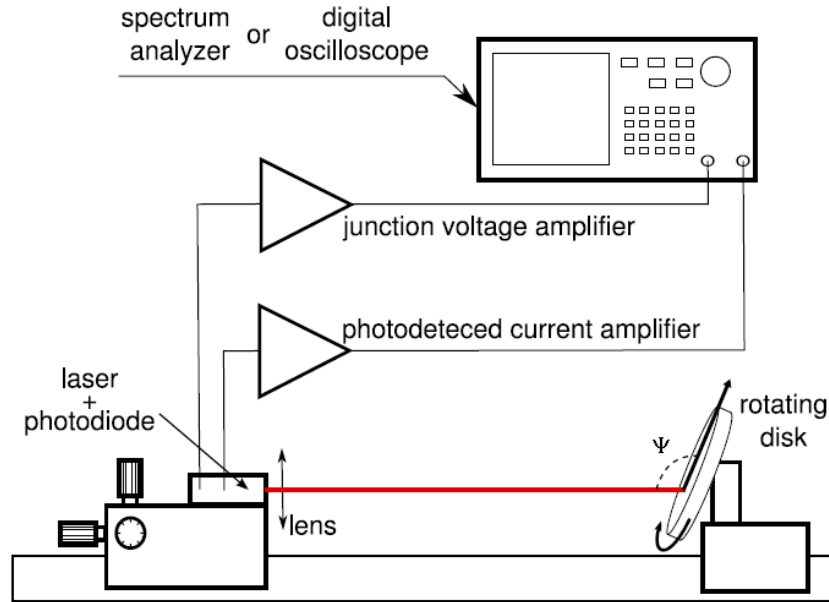 spectrum or digital
analyzer oscilloscope
junction voltage amplifier
photodeteced current amplifier
laser
+
photodiode
lens
Ψ
rotating
disk